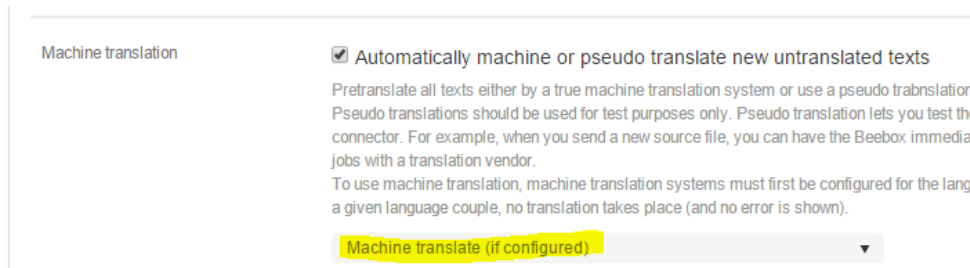 Machine translation
Automatically machine or pseudo translate new untranslated texts
Pretranslate all texts either by a true machine translation system or use a pseudo trabnslation
Pseudo translations should be used for test purposes only. Pseudo translation lets you test
connector. For example, when you send a new source file, you can have the Beebox
jobs with a translation vendor.
To use machine translation, machine translation systems must first be configured for the
a given language couple, no translation takes place (and no error is shown).
Machine translate (if configured)